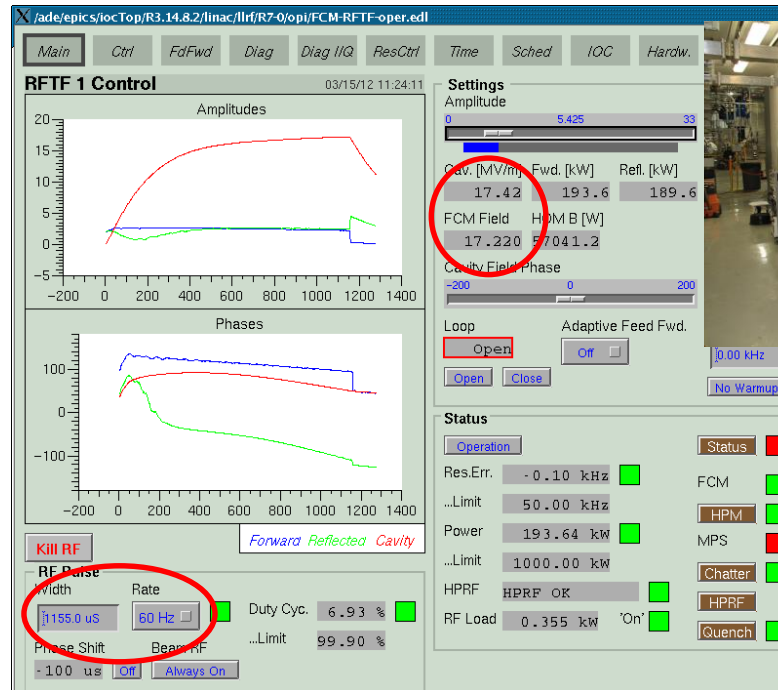 /ade/epics/iocTop/R3.14.8.2/linac/llrf/R7-0/opi/FCM-RFTF-oper.edl
Main Ctrl FdFwd Diag Diag I/Q ResCtrl Time Sched IOC Hardw.
RFTF 1 Control 03/15/12 11:24:11
Amplitudes
20
15
10
5
0
-5
-200 0 200 400 600 800 1000 1200 1400
Phases
100
0
-100
-200 0 200 400 600 800 1000 1200 1400
Kill RF
Forward Reflected Cavity
RF Pulse
Width Rate
1155.0 uS 60 Hz
Duty Cyc. 6.93 %
...Limit 99.90 %
Phase Shift Beam RF
-100 us Off Always On
Settings
Amplitude
0 5.425 33
Cav. [MV/m] Fwd. [kW] Refl. [kW]
17.42 193.6 189.6
FCM Field HOM B [W]
17.220 57041.2
Cavity Field Phase
-200 0 200
Loop Adaptive Feed Fwd.
Open Off
Open Close
0.00 kHz
No Warmup
Status
Operation
Res.Err. -0.10 kHz
...Limit 50.00 kHz
Power 193.64 kW
...Limit 1000.00 kW
HPRF HPRF OK
RF Load 0.355 kW 'On'
Status
FCM
HPM
MPS
Chatter
HPRF
Quench